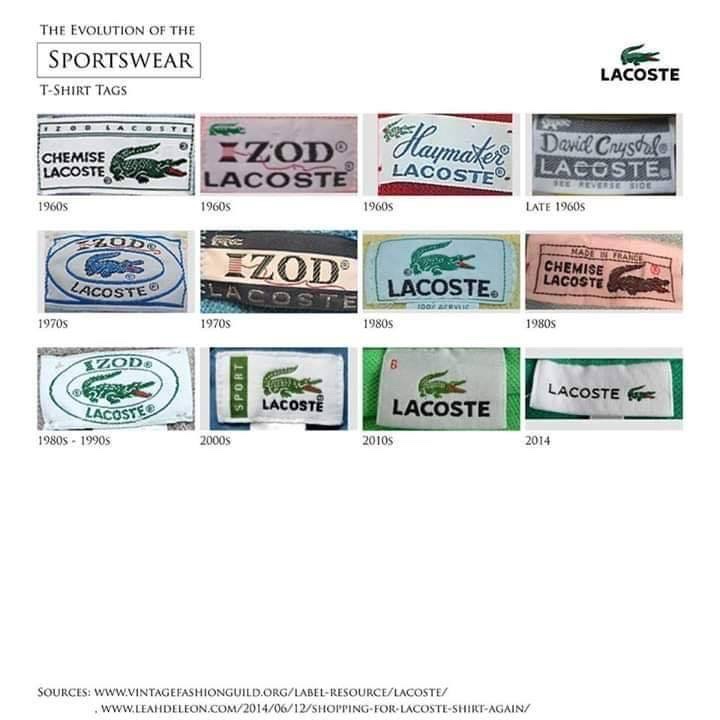 The Evolution of the
Sportswear
T-Shirt Tags
LACOSTE
IZOD LACOSTE
CHEMISE
LACOSTE
IZOD®
LACOSTE
Haymaker®
LACOSTE®
David Crystal®
LACOSTE®
SEE REVERSE SIDE
1960s
1960s
1960s
Late 1960s
IZOD®
LACOSTE®
IZOD®
LACOSTE
LACOSTE
100% ACRYLIC
MADE IN FRANCE
CHEMISE
LACOSTE
1970s
1970s
1980s
1980s
IZOD®
LACOSTE®
SPORT
LACOSTE
6
LACOSTE
LACOSTE
1980s - 1990s
2000s
2010s
2014
Sources: www.vintagefashionguild.org/label-resource/lacoste/
, www.leahdeleon.com/2014/06/12/shopping-for-lacoste-shirt-again/